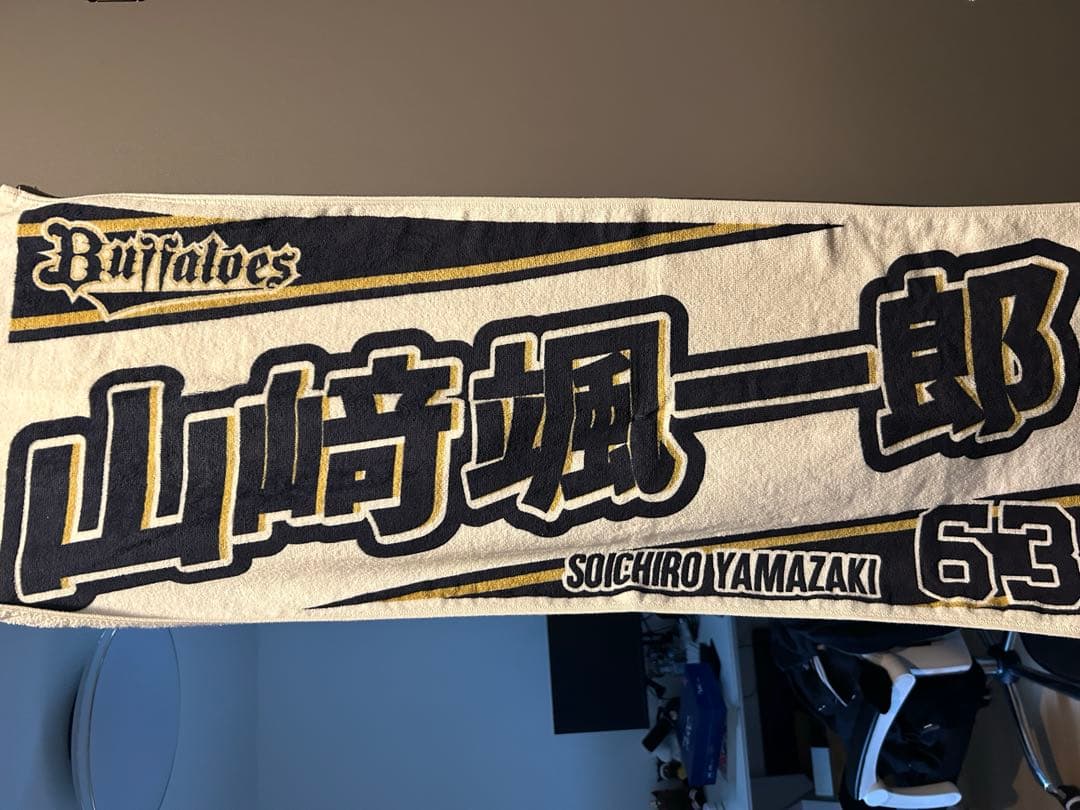 Buffaloes
山﨑颯一郎
SOICHIRO YAMAZAKI
63